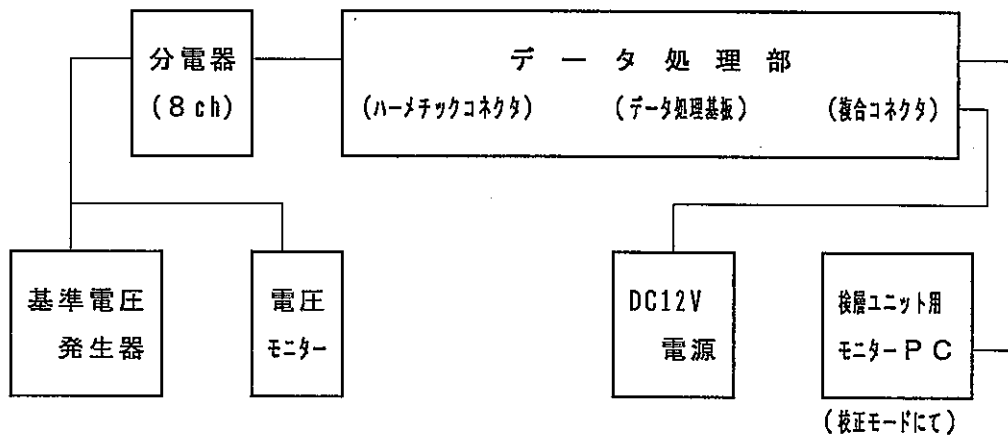 分電器
(8ch)
データ処理部
(ハーメチックコネクタ) (データ処理基板) (複合コネクタ)
基準電圧
発生器
電圧
モニター
DC12V
電源
接層ユニット用
モニターPC
(校正モードにて)